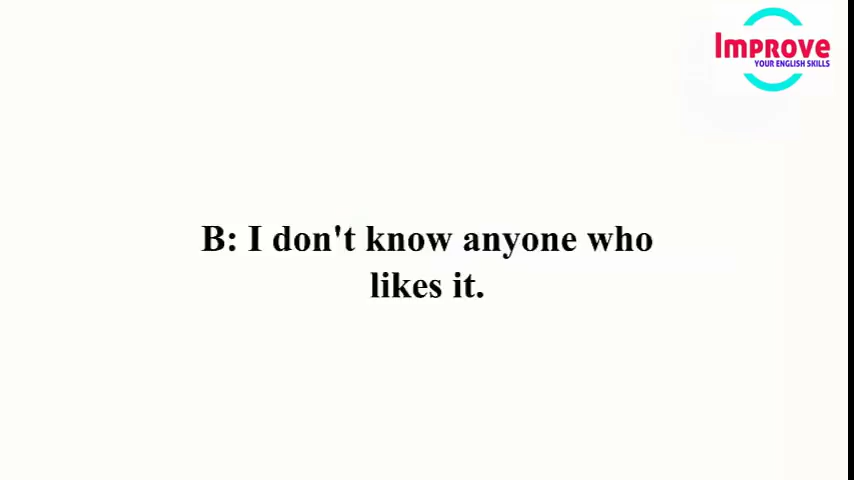 Improve
YOUR ENGLISH SKILLS
B: I don't know anyone who
likes it.